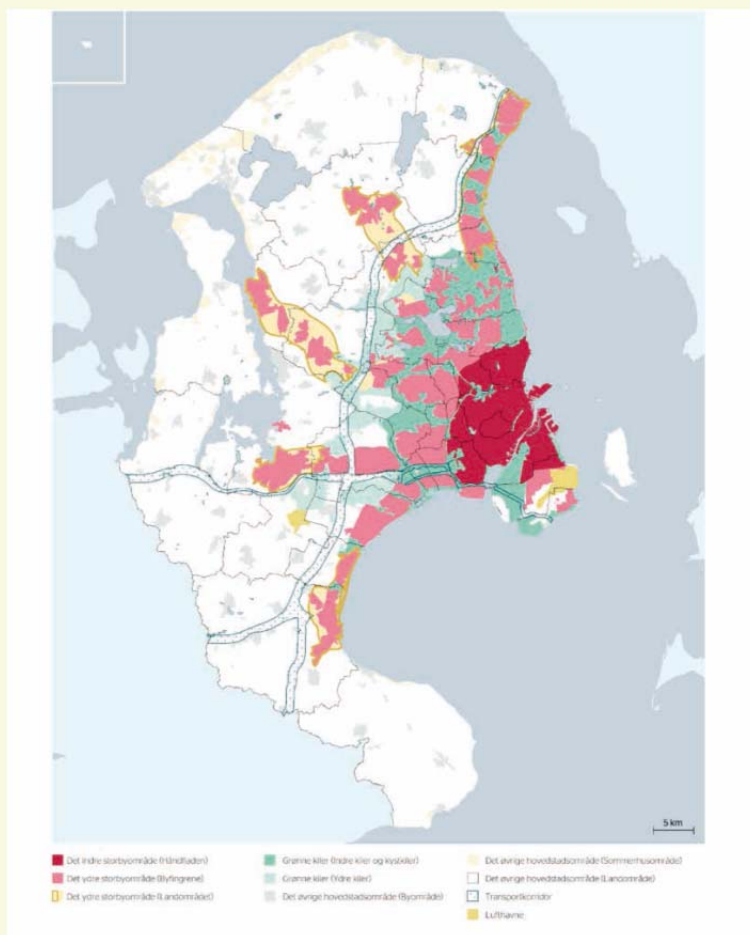 5 km
Det indre storbyområde (Håndfladen)
Det ydre storbyområde (Byfingrene)
Det ydre storbyområde (Landområdet)
Grønne kiler (Indre kiler og kystkiler)
Grønne kiler (Ydre kiler)
Det øvrige hovedstadsområde (Byområde)
Det øvrige hovedstadsområde (Sommerhusområde)
Det øvrige hovedstadsområde (Landområde)
Transportkorridor
Lufthavne